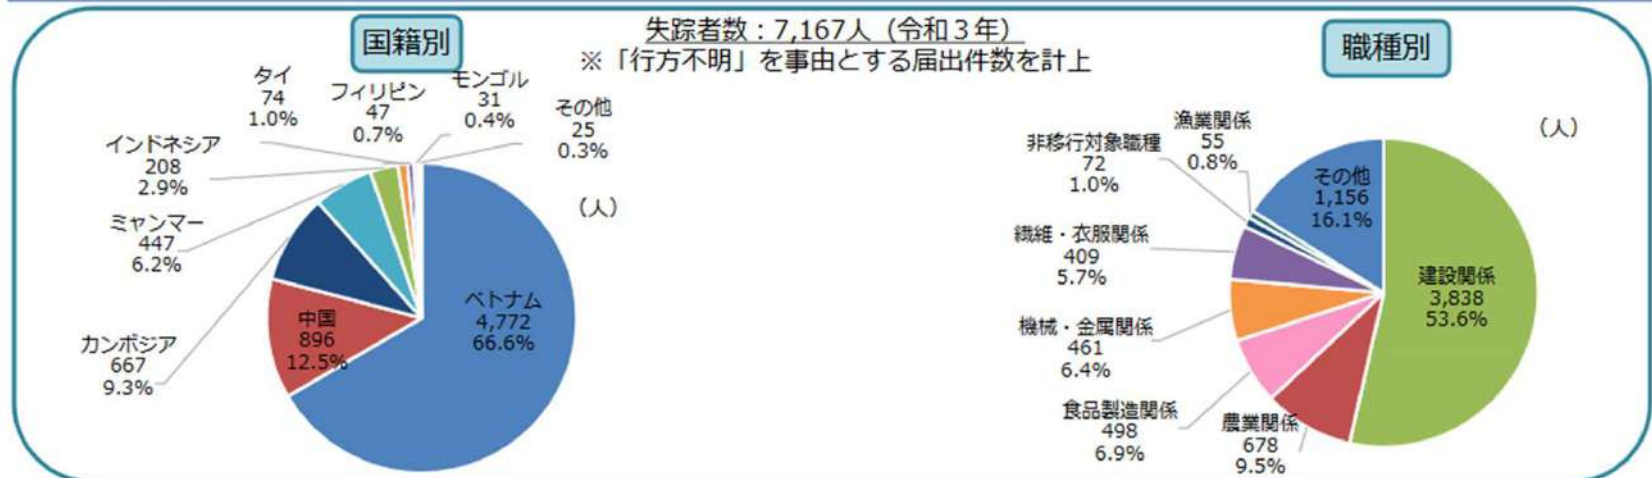 国籍別
失踪者数：7,167人（令和３年）
※「行方不明」を事由とする届出件数を計上
職種別
タイ
74
1.0%
フィリピン
47
0.7%
モンゴル
31
0.4%
その他
25
0.3%
インドネシア
208
2.9%
（人）
ミャンマー
447
6.2%
カンボジア
667
9.3%
中国
896
12.5%
ベトナム
4,772
66.6%
漁業関係
55
0.8%
（人）
非移行対象職種
72
1.0%
その他
1,156
16.1%
繊維・衣服関係
409
5.7%
建設関係
3,838
53.6%
機械・金属関係
461
6.4%
食品製造関係
498
6.9%
農業関係
678
9.5%